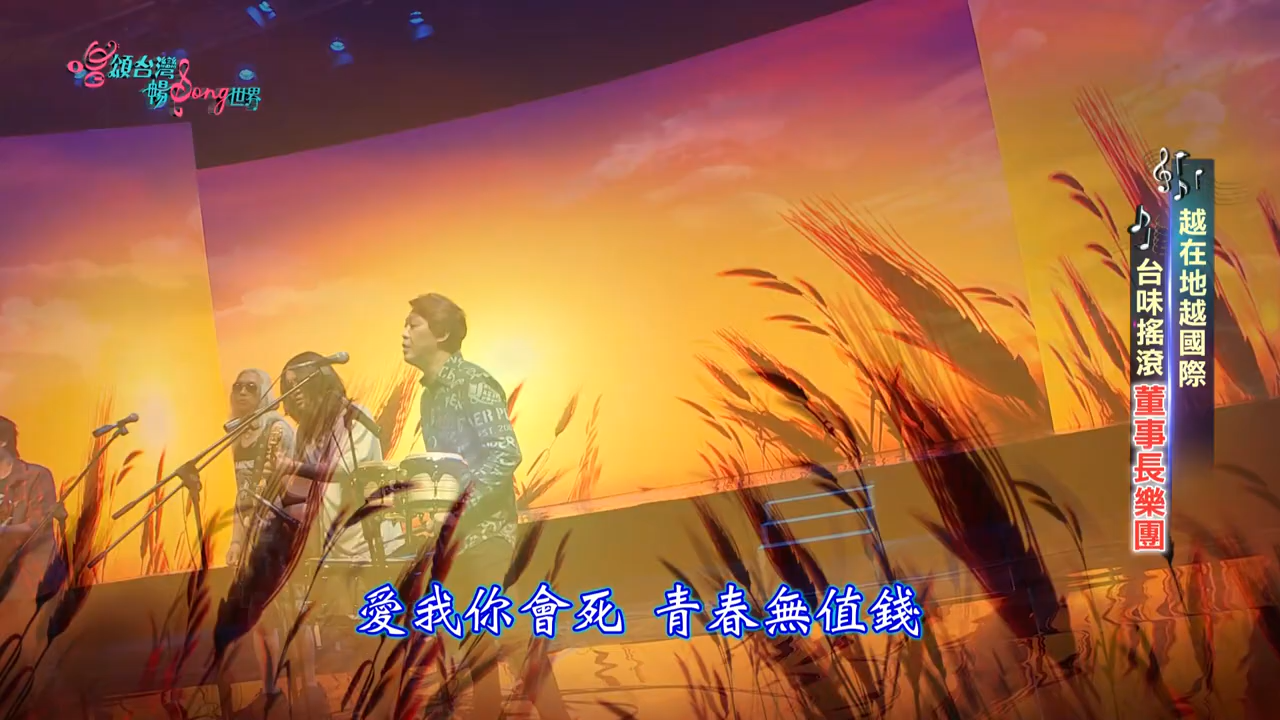 唱領台灣
暢Song世界
越在地越國際
台味搖滾 董事長樂團
愛我你會死 青春無值錢